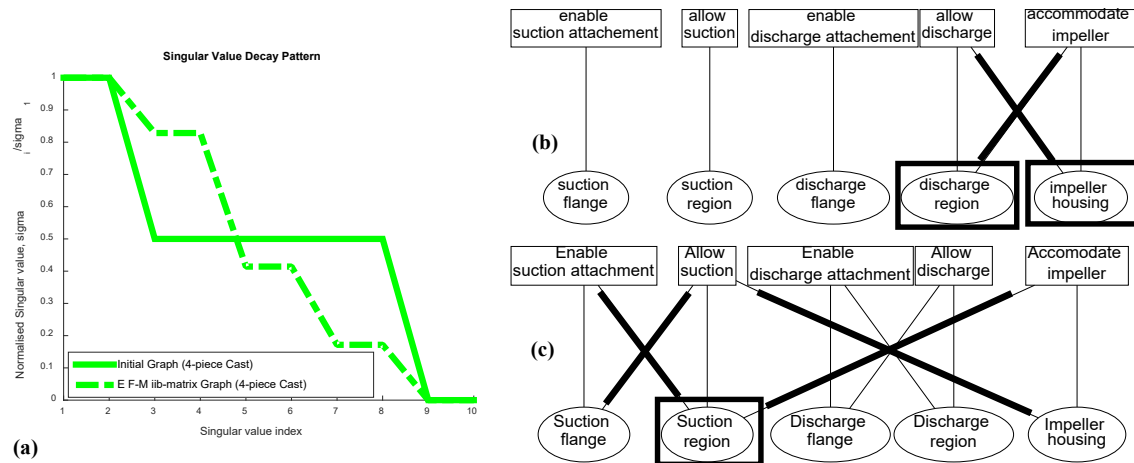 Singular Value Decay Pattern
1
0.9
0.8
0.7
0.6
0.5
0.4
0.3
0.2
0.1
0
Normalised Singular value, sigma i/sigma 1
Initial Graph (4-piece Cast)
E F-M iib-matrix Graph (4-piece Cast)
1 2 3 4 5 6 7 8 9 10
Singular value index
(a)
enable
suction attachement
allow
suction
enable
discharge attachement
allow
discharge
accommodate
impeller
(b)
suction
flange
suction
region
discharge
flange
discharge
region
impeller
housing
Enable
suction attachment
Allow
suction
Enable
discharge attachment
Allow
discharge
Accomodate
impeller
(c)
Suction
flange
Suction
region
Discharge
flange
Discharge
region
Impeller
housing